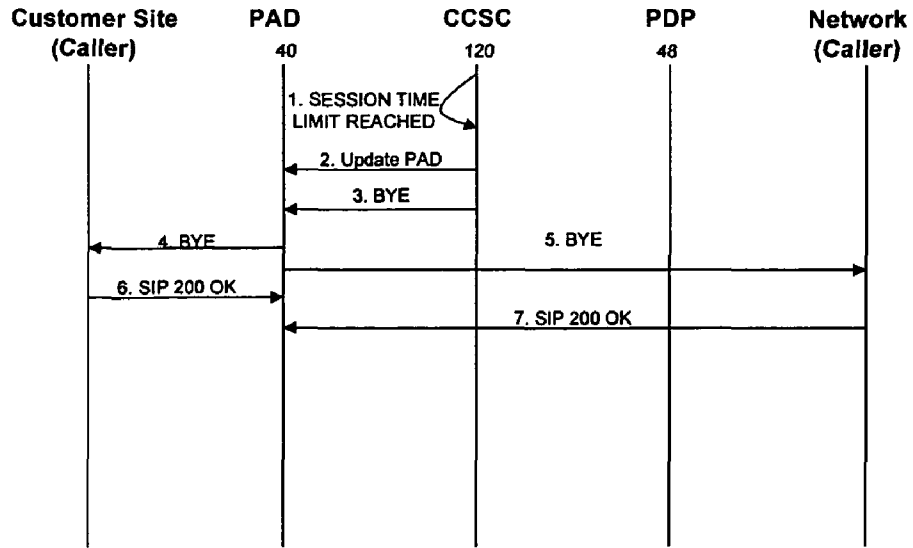 Customer Site PAD CCSC PDP Network
(Caller) 40 120 48 (Caller)
1. SESSION TIME
LIMIT REACHED
2. Update PAD
3. BYE
4. BYE 5. BYE
6. SIP 200 OK
7. SIP 200 OK